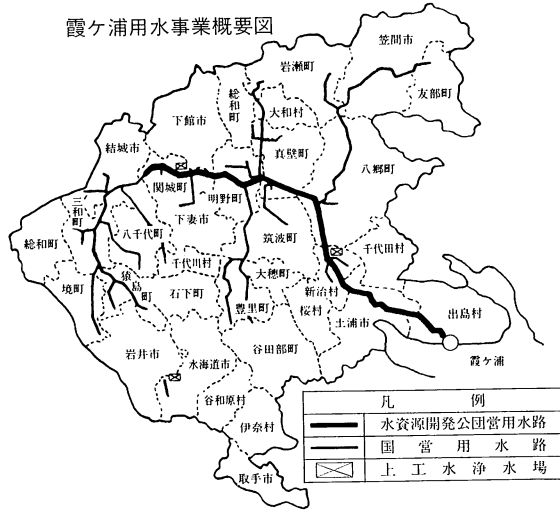 霞ケ浦用水事業概要図
笠間市
岩瀬町
友部町
総和町
大和村
下館市
結城市
真壁町
八郷町
関城町
明野町
三和町
下妻市
八千代町
筑波町
総和町
千代田村
千代川村
猿島町
大穂町
境町
石下町
新治村
出島村
豊里町
桜村
土浦市
岩井市
水海道市
谷田部町
霞ケ浦
谷和原村
伊奈村
取手市
凡例
水資源開発公団営用水路
国営用水路
上工水浄水場